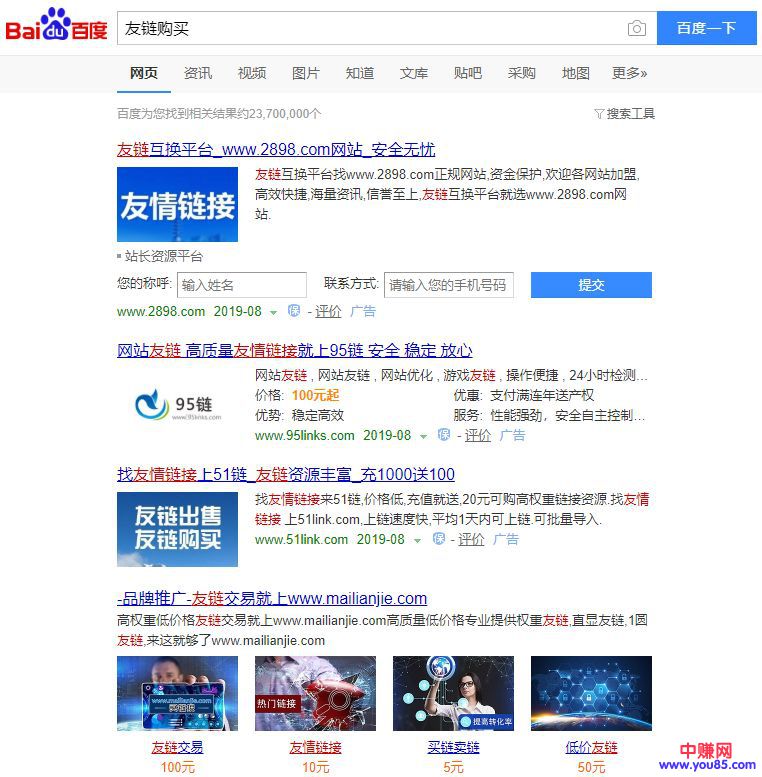 Bai du 百度
友链购买
百度一下
网页 资讯 视频 图片 知道 文库 贴吧 采购 地图 更多»
百度为您找到相关结果约23,700,000个
搜索工具
友链互换平台_www.2898.com网站_安全无忧
友情链接
友链互换平台找www.2898.com正规网站,资金保护,欢迎各网站加盟,
高效快捷,海量资讯,信誉至上,友链互换平台就选www.2898.com网
站.
站长资源平台
您的称呼: 输入姓名 联系方式: 请输入您的手机号码 提交
www.2898.com 2019-08 保 - 评价 广告
网站友链 高质量友情链接就上95链 安全 稳定 放心
95链
www.95links.com
网站友链 , 网站友链 , 网站优化 , 游戏友链 , 操作便捷 , 24小时检测...
价格: 100元起 优惠: 支付满连年送产权
优势: 稳定高效 服务: 性能强劲，安全自主控制...
www.95links.com 2019-08 保 - 评价 广告
找友情链接上51链_友链资源丰富_充1000送100
友链出售
友链购买
找友情链接来51链,价格低,充值就送,20元可购高权重链接资源.找友情
链接 上51link.com,上链速度快,平均1天内可上链.可批量导入.
www.51link.com 2019-08 保 - 评价 广告
-品牌推广-友链交易就上www.mailianjie.com
高权重低价格友链交易就上www.mailianjie.com高质量低价格专业提供权重友链,直显友链,1圆
友链,来这就够了www.mailianjie.com
www.mailianjie.com
热门链接
提高转化率
友链交易 友情链接 买链卖链 低价友链
100元 10元 5元 50元
中赚网
www.you85.com